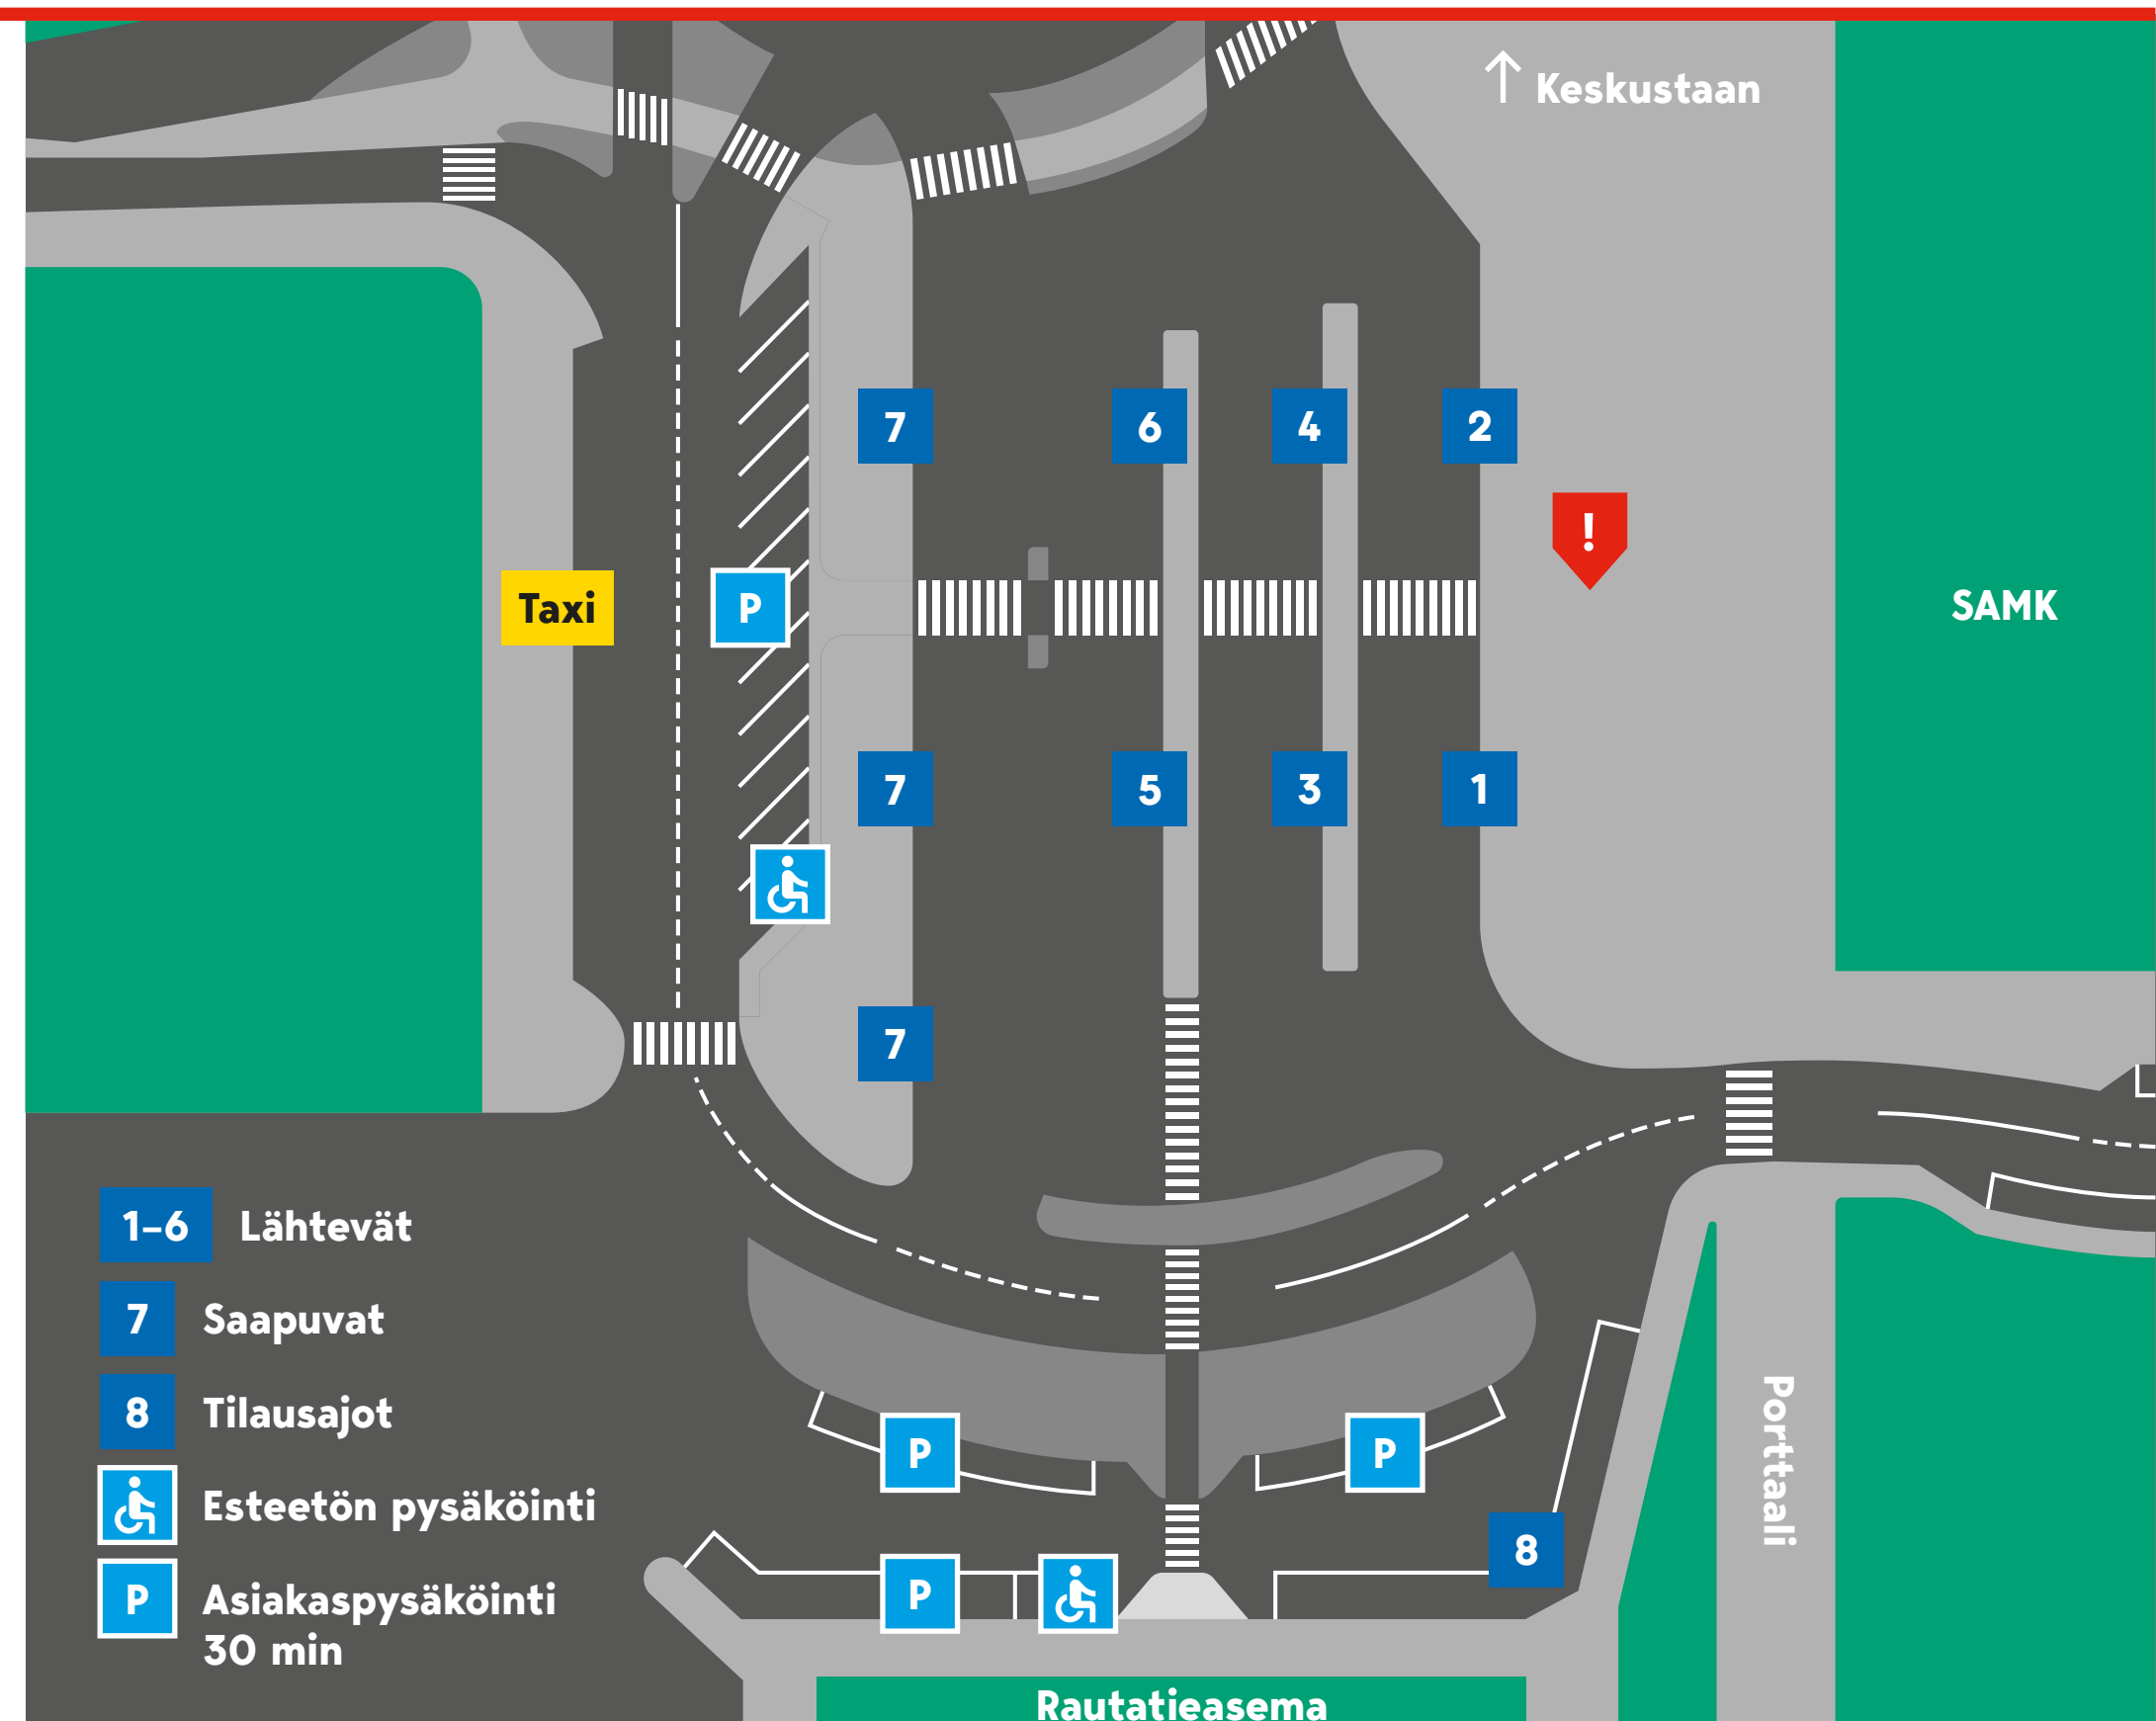 Keskustaan
7
6
4
2
!
Taxi
P
SAMK
7
5
3
1
7
1–6 Lähtevät
7 Saapuvat
8 Tilausajot
Esteetön pysäköinti
P Asiakaspysäköinti
30 min
P
P
Porttaali
8
P
Rautatieasema